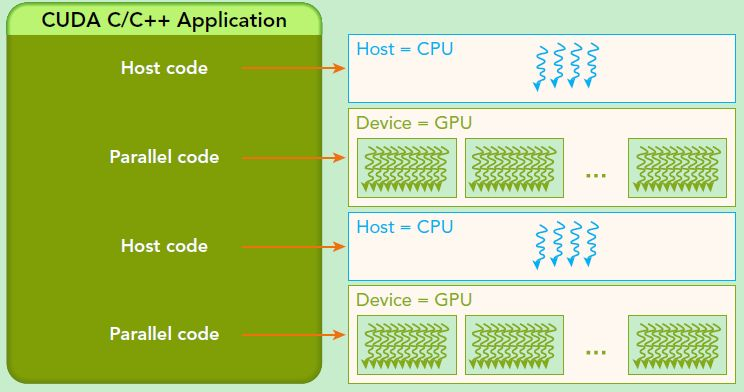 CUDA C/C++ Application
Host code
Host = CPU
Parallel code
Device = GPU
...
Host code
Host = CPU
Parallel code
Device = GPU
...